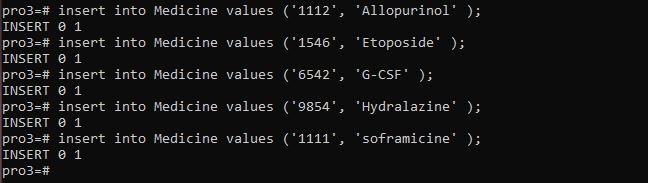 pro3=# insert into Medicine values ('1112', 'Allopurinol' );
INSERT 0 1
pro3=# insert into Medicine values ('1546', 'Etoposide' );
INSERT 0 1
pro3=# insert into Medicine values ('6542', 'G-CSF' );
INSERT 0 1
pro3=# insert into Medicine values ('9854', 'Hydralazine' );
INSERT 0 1
pro3=# insert into Medicine values ('1111', 'soframicine' );
INSERT 0 1
pro3=#